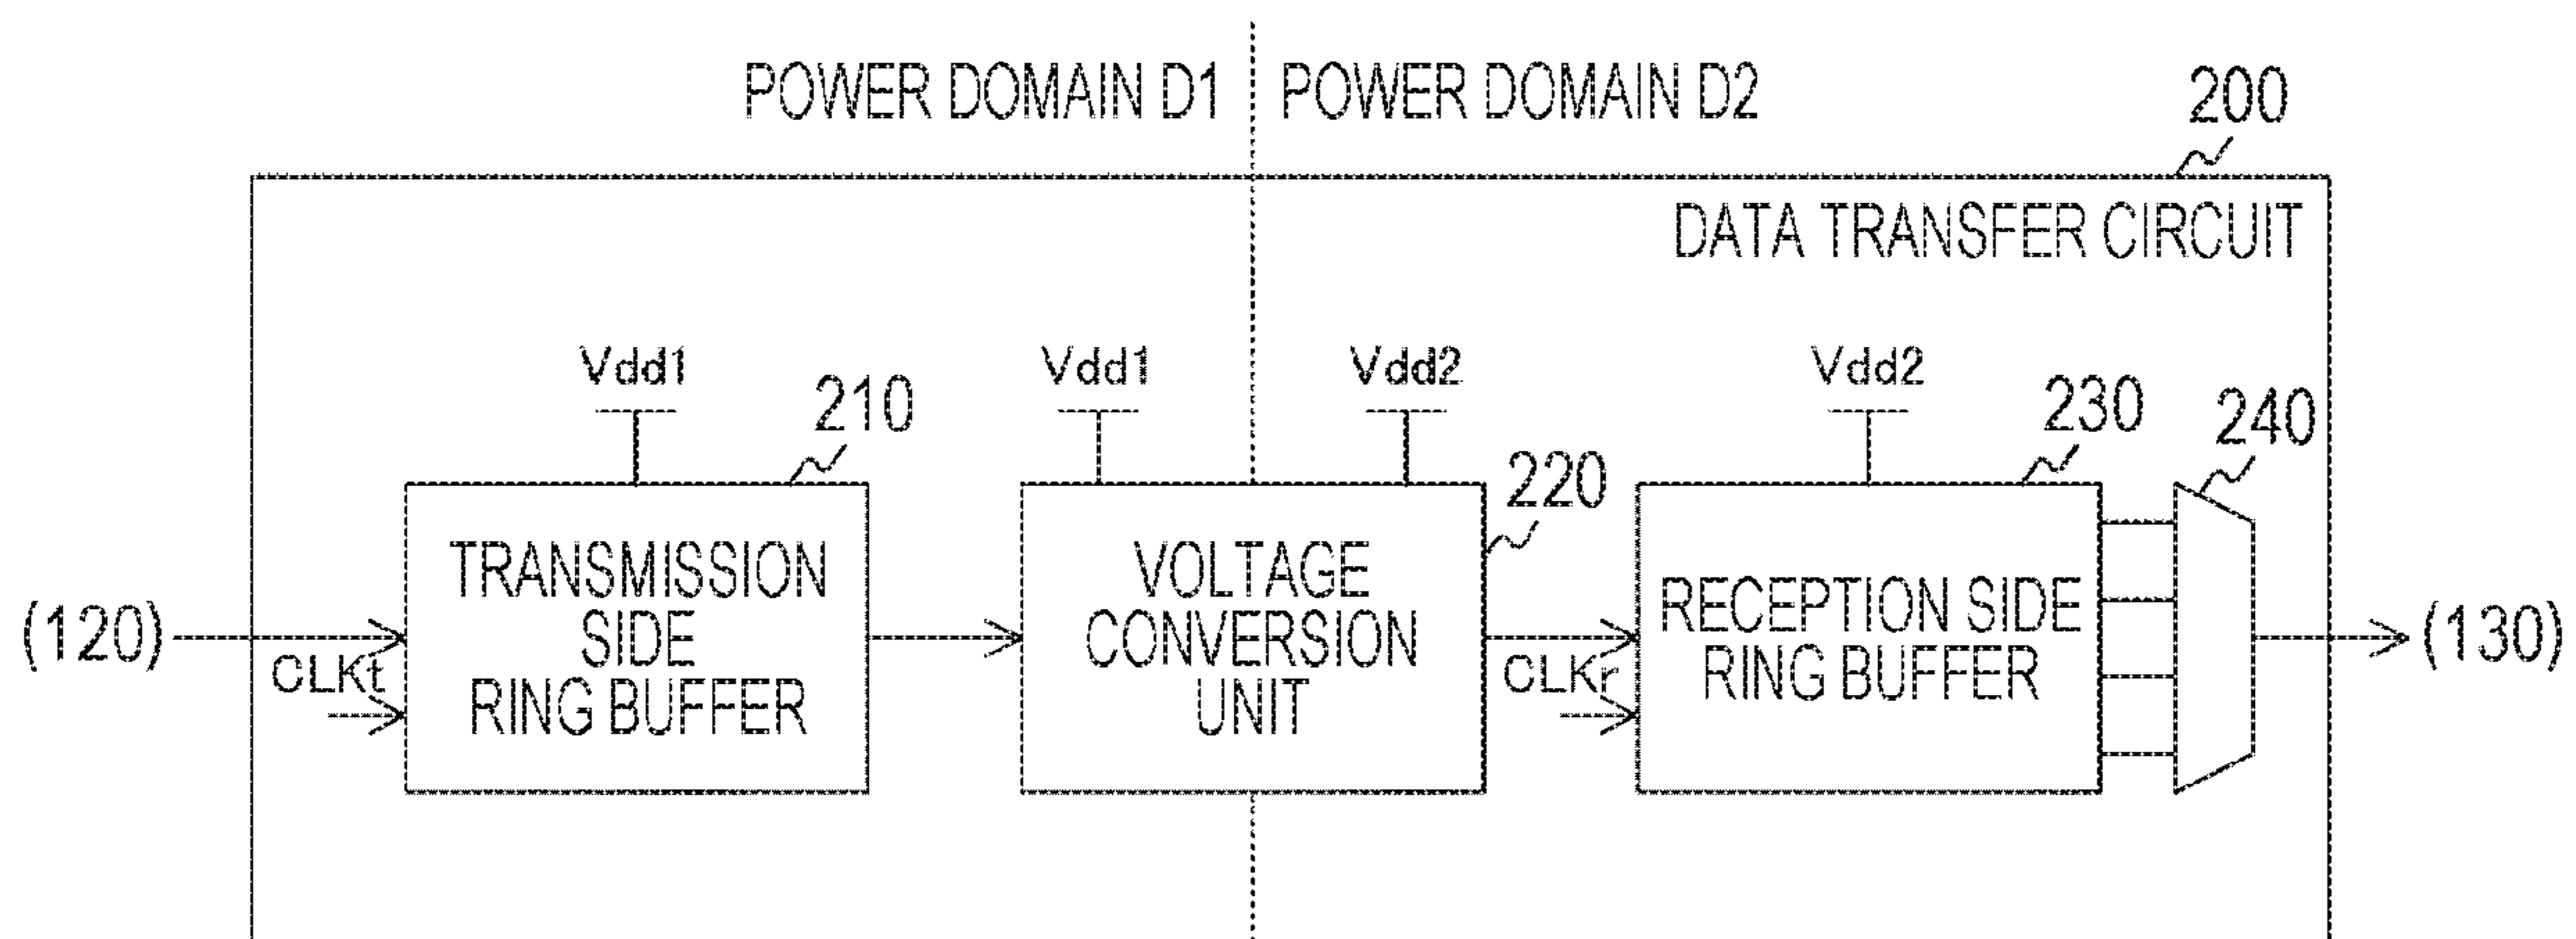 POWER DOMAIN D1 POWER DOMAIN D2
200
DATA TRANSFER CIRCUIT
Vdd1 Vdd1 Vdd2 Vdd2
210 230 240
220
TRANSMISSION
SIDE
RING BUFFER
VOLTAGE
CONVERSION
UNIT
RECEPTION SIDE
RING BUFFER
(120) (130)
CLKt CLKr